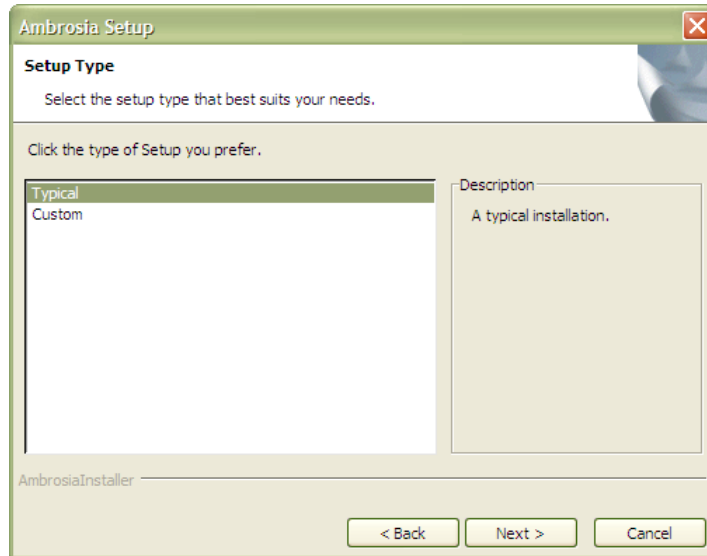 Ambrosia Setup
Setup Type
Select the setup type that best suits your needs.
Click the type of Setup you prefer.
Typical
Custom
Description
A typical installation.
AmbrosiaInstaller
< Back
Next >
Cancel